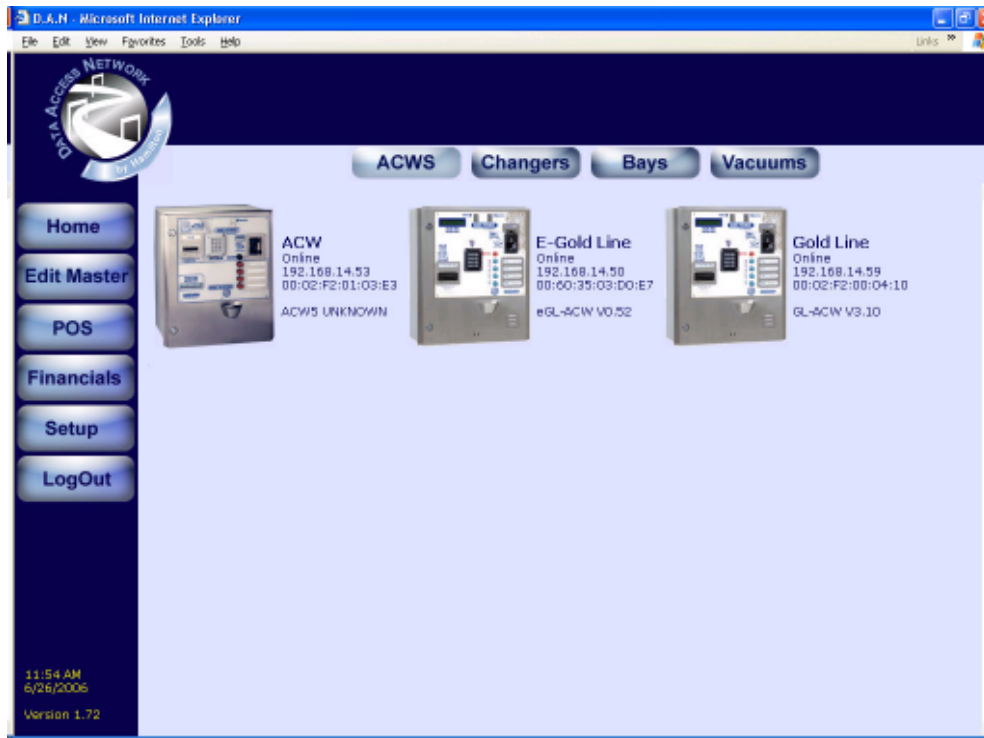 D.A.N - Microsoft Internet Explorer
File Edit View Favorites Tools Help
Links »
DATA ACCESS NETWORK
by Hamilton
ACWS Changers Bays Vacuums
Home
Edit Master
POS
Financials
Setup
LogOut
ACW
Online
192.168.14.53
00:02:F2:01:03:E3
ACW5 UNKNOWN
E-Gold Line
Online
192.168.14.50
00:60:35:03:D0:E7
eGL-ACW V0.52
Gold Line
Online
192.168.14.59
00:02:F2:00:04:10
GL-ACW V3.10
11:54 AM
6/26/2006
Version 1.72